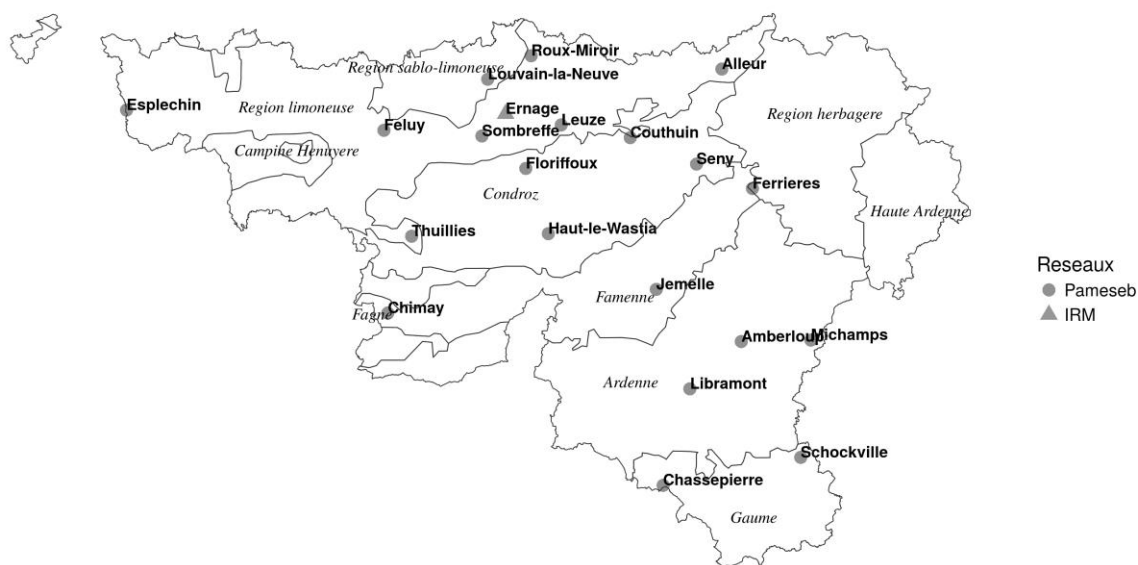 Roux-Miroir
Region sablo-limoneuse
Louvain-la-Neuve
Alleur
Esplechin
Region limoneuse
Ernage
Leuze
Region herbagere
Feluy
Sombreffe
Couthuin
Campine Henuyere
Floriffoux
Seny
Condroz
Ferrieres
Haute Ardenne
Thuillies
Haut-le-Wastia
Reseaux
Pameseb
IRM
Jemelle
Famenne
Chimay
Fagne
Amberloup
Michamps
Ardenne
Libramont
Schockville
Chassepierre
Gaume